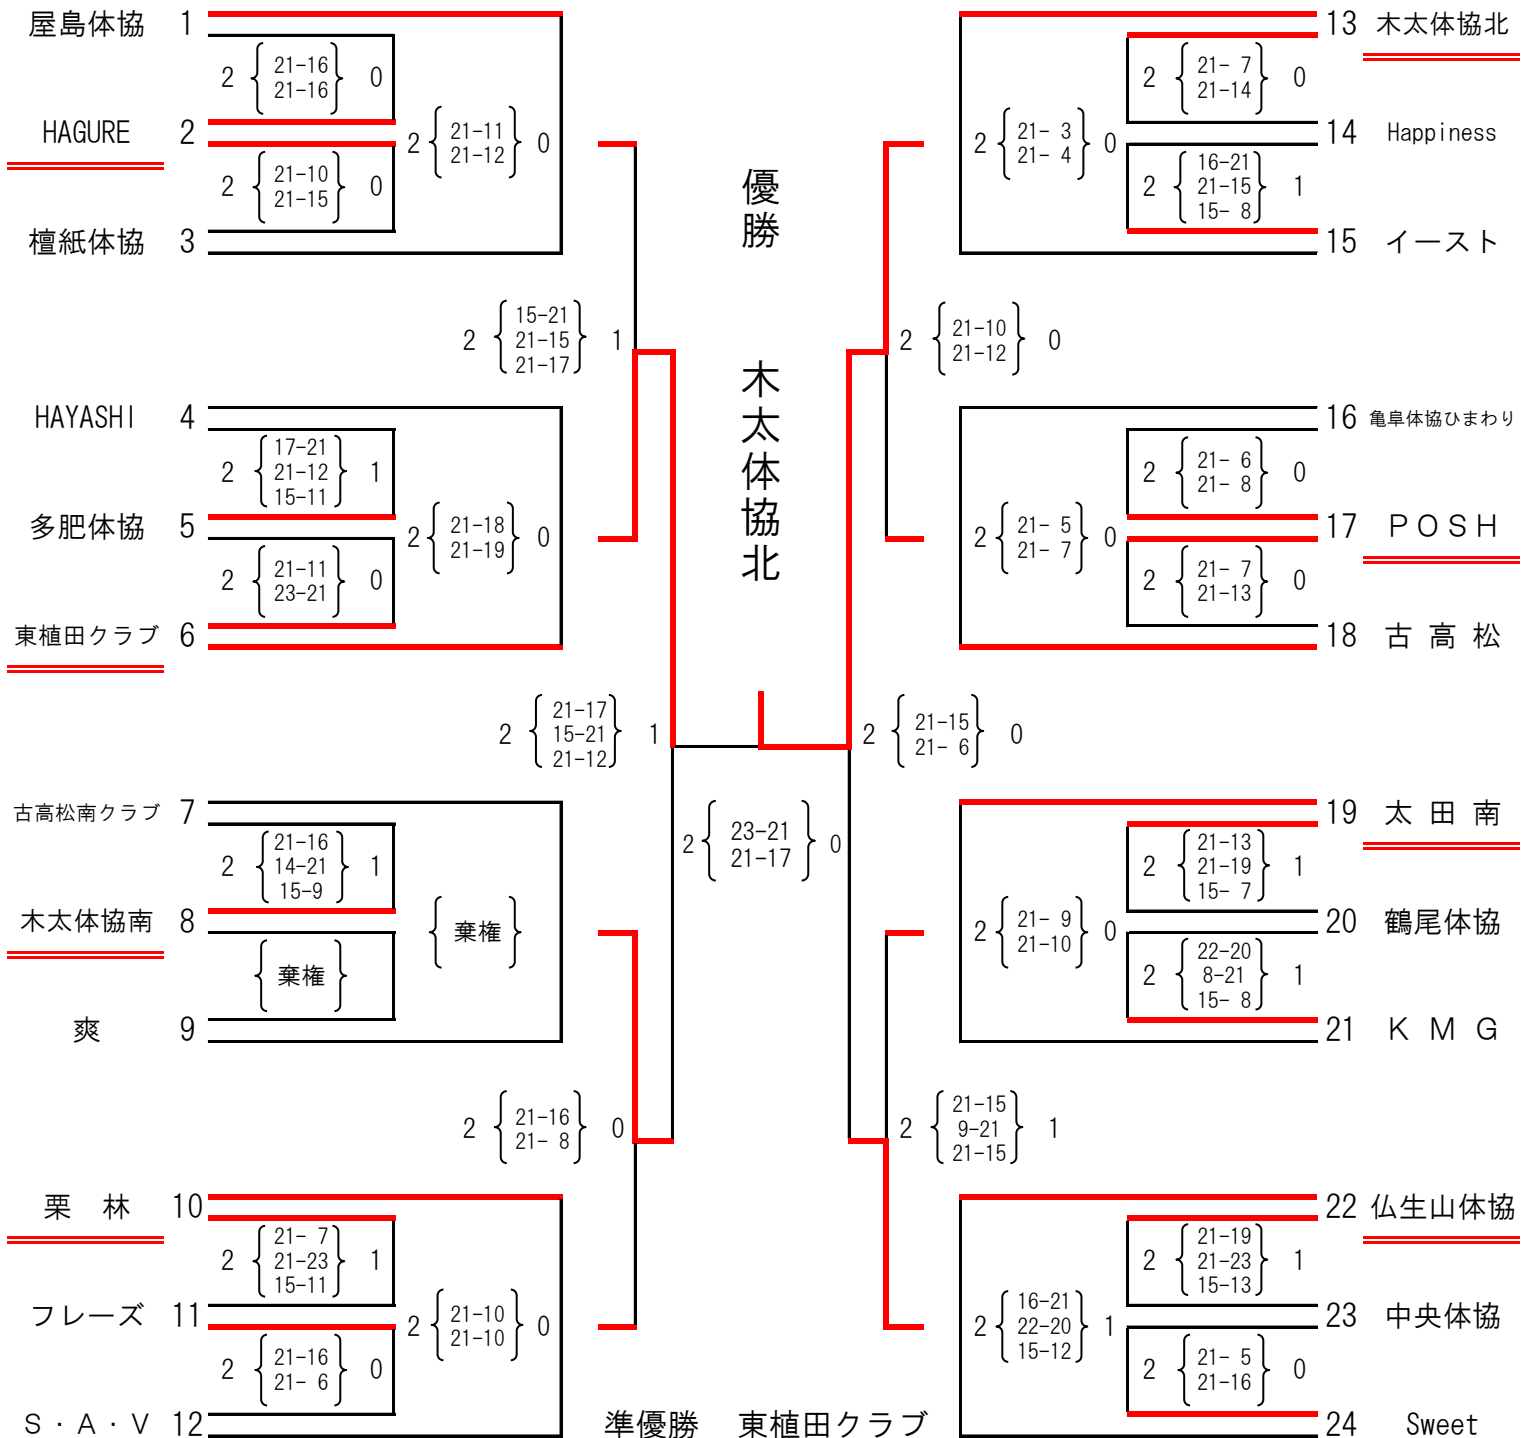 屋島体協 1
2 21-16 0
21-16
HAGURE 2
2 21-11 0
21-12
2 21-10 0
21-15
檀紙体協 3
2 15-21 1
21-15
21-17
HAYASHI 4
2 17-21 1
21-12
15-11
多肥体協 5
2 21-18 0
21-19
2 21-11 0
23-21
東植田クラブ 6
2 21-17 1
15-21
21-12
古高松南クラブ 7
2 21-16 1
14-21
15-9
木太体協南 8
棄権
棄権
爽 9
2 21-16 0
21- 8
栗 林 10
2 21- 7 1
21-23
15-11
フレーズ 11
2 21-10 0
21-10
2 21-16 0
21- 6
S・A・V 12
優勝
木太体協北
2 23-21 0
21-17
準優勝 東植田クラブ
13 木太体協北
2 21- 7 0
21-14
14 Happiness
2 21- 3 0
21- 4
2 16-21 1
21-15
15- 8
15 イースト
2 21-10 0
21-12
16 亀阜体協ひまわり
2 21- 6 0
21- 8
17 POSH
2 21- 5 0
21- 7
2 21- 7 0
21-13
18 古高松
2 21-15 0
21- 6
19 太田南
2 21-13 1
21-19
15- 7
20 鶴尾体協
2 21- 9 0
21-10
2 22-20 1
8-21
15- 8
21 KMG
2 21-15 1
9-21
21-15
22 仏生山体協
2 21-19 1
21-23
15-13
23 中央体協
2 16-21 1
22-20
15-12
2 21- 5 0
21-16
24 Sweet